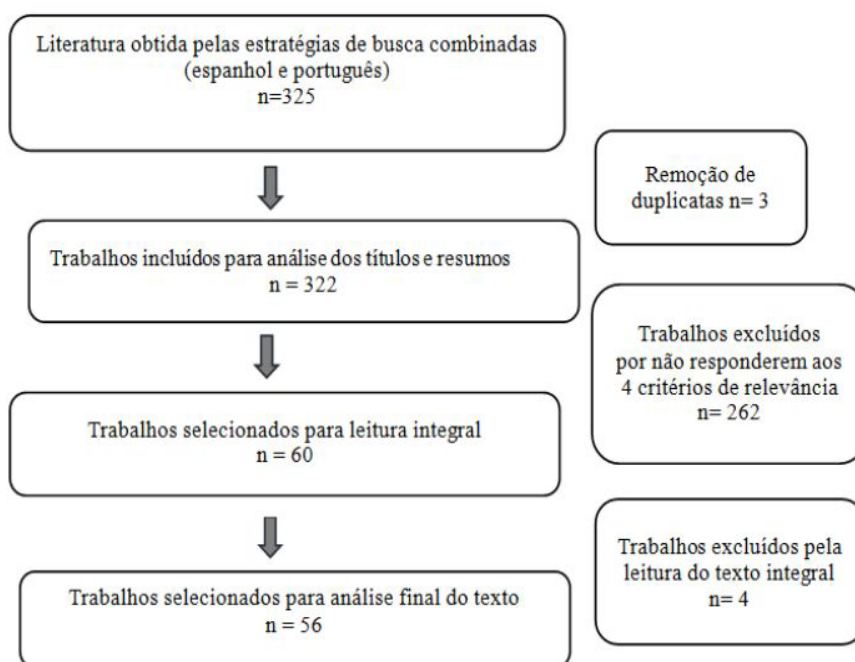 Literatura obtida pelas estratégias de busca combinadas
(espanhol e português)
n=325
Remoção de
duplicatas n= 3
Trabalhos incluídos para análise dos títulos e resumos
n = 322
Trabalhos excluídos
por não responderem aos
4 critérios de relevância
n= 262
Trabalhos selecionados para leitura integral
n = 60
Trabalhos excluídos pela
leitura do texto integral
n= 4
Trabalhos selecionados para análise final do texto
n = 56